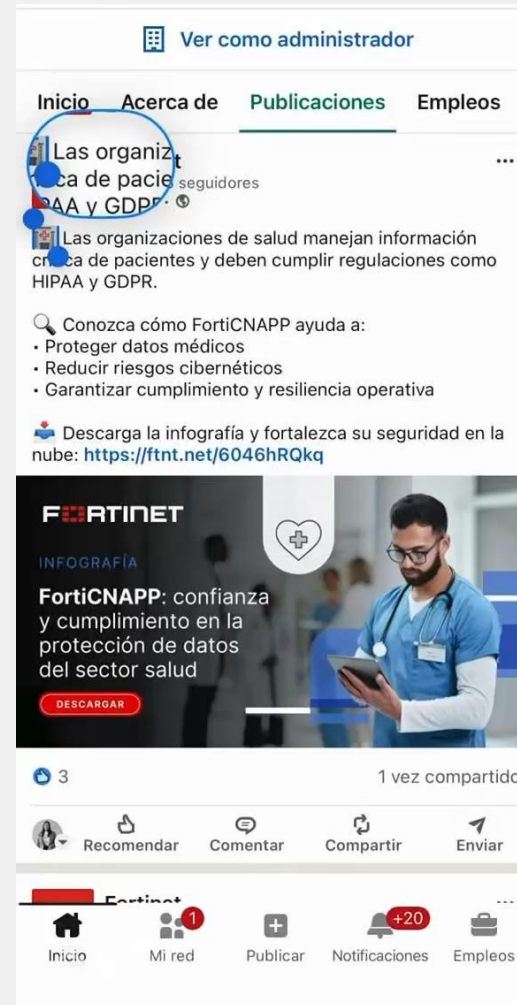 Ver como administrador
Inicio
Acerca de
Publicaciones
Empleos
Las organiz
ca de pacie
PAA y GDPR.
seguidores
Las organizaciones de salud manejan información
de pacientes y deben cumplir regulaciones como
HIPAA y GDPR.
Conozca cómo FortiCNAPP ayuda a:
• Proteger datos médicos
• Reducir riesgos cibernéticos
• Garantizar cumplimiento y resiliencia operativa
Descarga la infografía y fortalezca su seguridad en la
nube: https://ftnt.net/6046hRQkq
FORTINET
INFOGRAFÍA
FortiCNAPP: confianza
y cumplimiento en la
protección de datos
del sector salud
DESCARGAR
3
1 vez compartido
Recomendar
Comentar
Compartir
Enviar
Fortinet
1
+20
Inicio
Mi red
Publicar
Notificaciones
Empleos